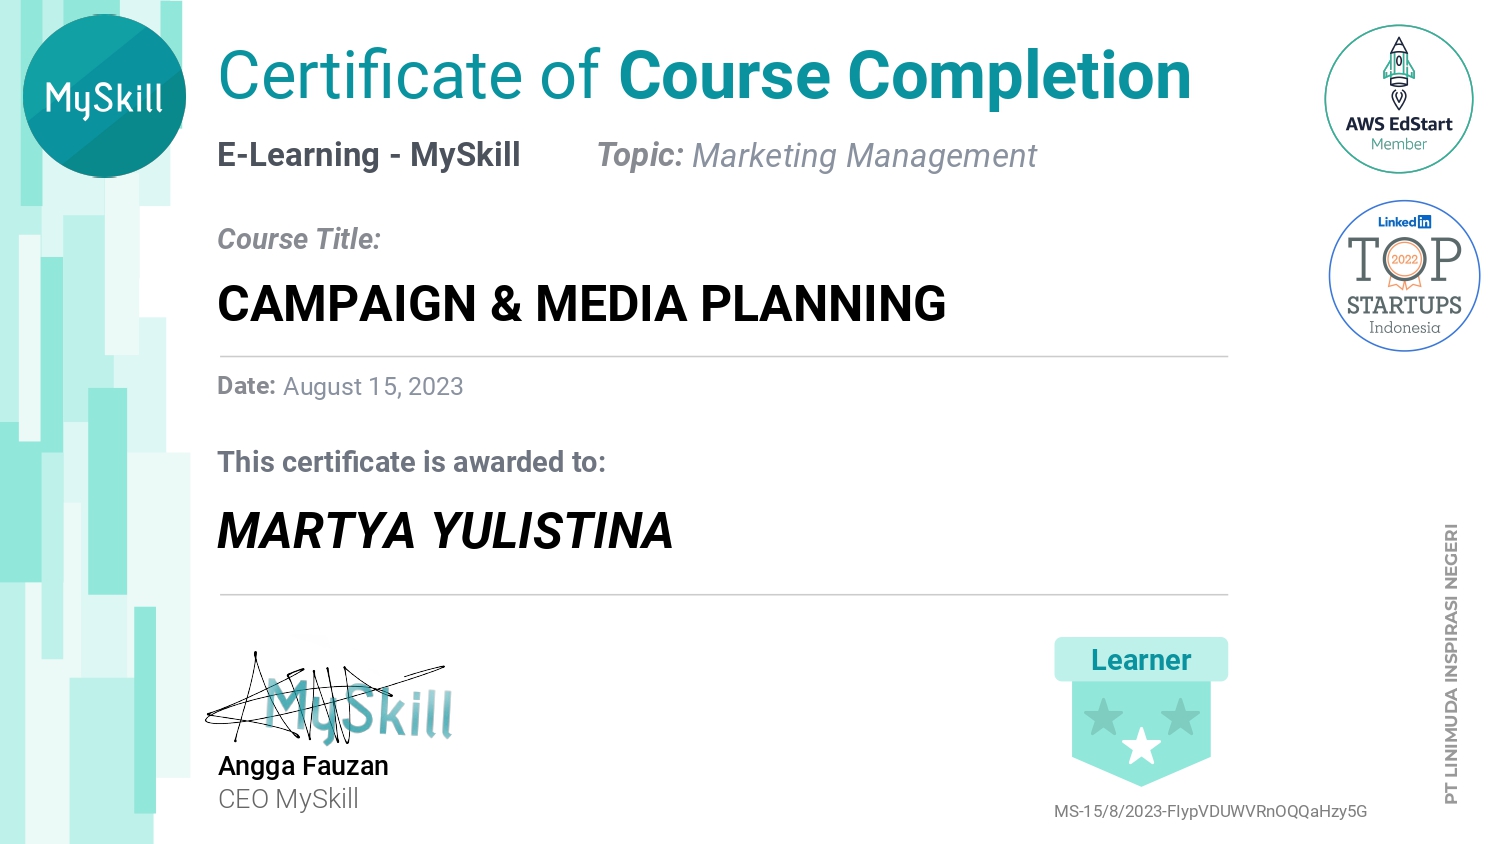 MySkill
Certificate of Course Completion
E-Learning - MySkill
Topic: Marketing Management
Course Title:
CAMPAIGN & MEDIA PLANNING
Date: August 15, 2023
This certificate is awarded to:
MARTYA YULISTINA
MySkill
Angga Fauzan
CEO MySkill
AWS EdStart
Member
Linked in
2022
TOP
STARTUPS
Indonesia
PT LINIMUDA INSPIRASI NEGERI
Learner
MS-15/8/2023-FIypVDUWVRnOQQaHzy5G